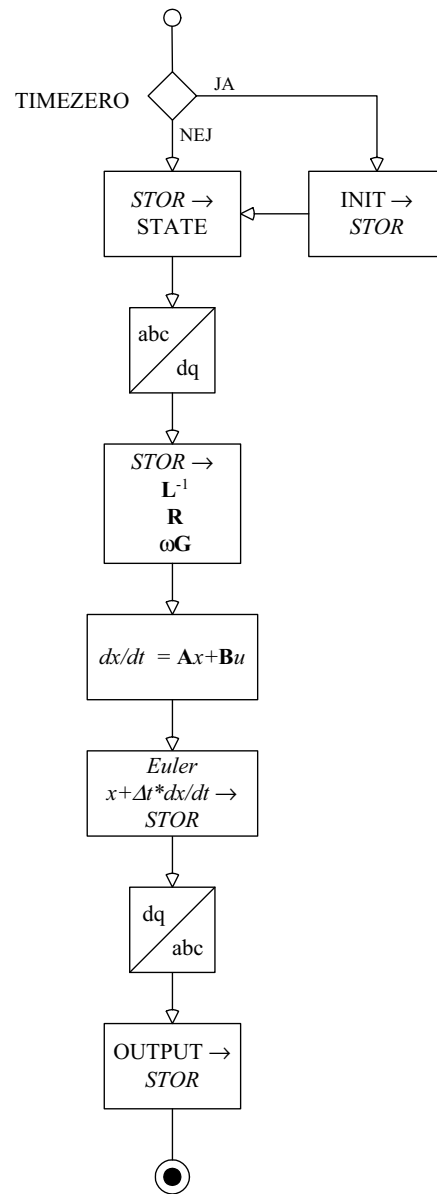 JA
TIMEZERO
NEJ
STOR →
STATE
INIT →
STOR
abc
dq
STOR →
L⁻¹
R
ωG
dx/dt = Ax+Bu
Euler
x+Δt*dx/dt →
STOR
dq
abc
OUTPUT →
STOR